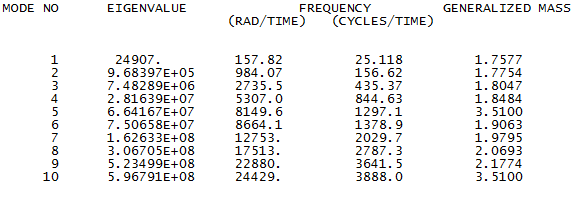 MODE NO EIGENVALUE FREQUENCY GENERALIZED MASS
(RAD/TIME) (CYCLES/TIME)
1 24907. 157.82 25.118 1.7577
2 9.68397E+05 984.07 156.62 1.7754
3 7.48289E+06 2735.5 435.37 1.8047
4 2.81639E+07 5307.0 844.63 1.8484
5 6.64167E+07 8149.6 1297.1 3.5100
6 7.50658E+07 8664.1 1378.9 1.9063
7 1.62633E+08 12753. 2029.7 1.9795
8 3.06705E+08 17513. 2787.3 2.0693
9 5.23499E+08 22880. 3641.5 2.1774
10 5.96791E+08 24429. 3888.0 3.5100